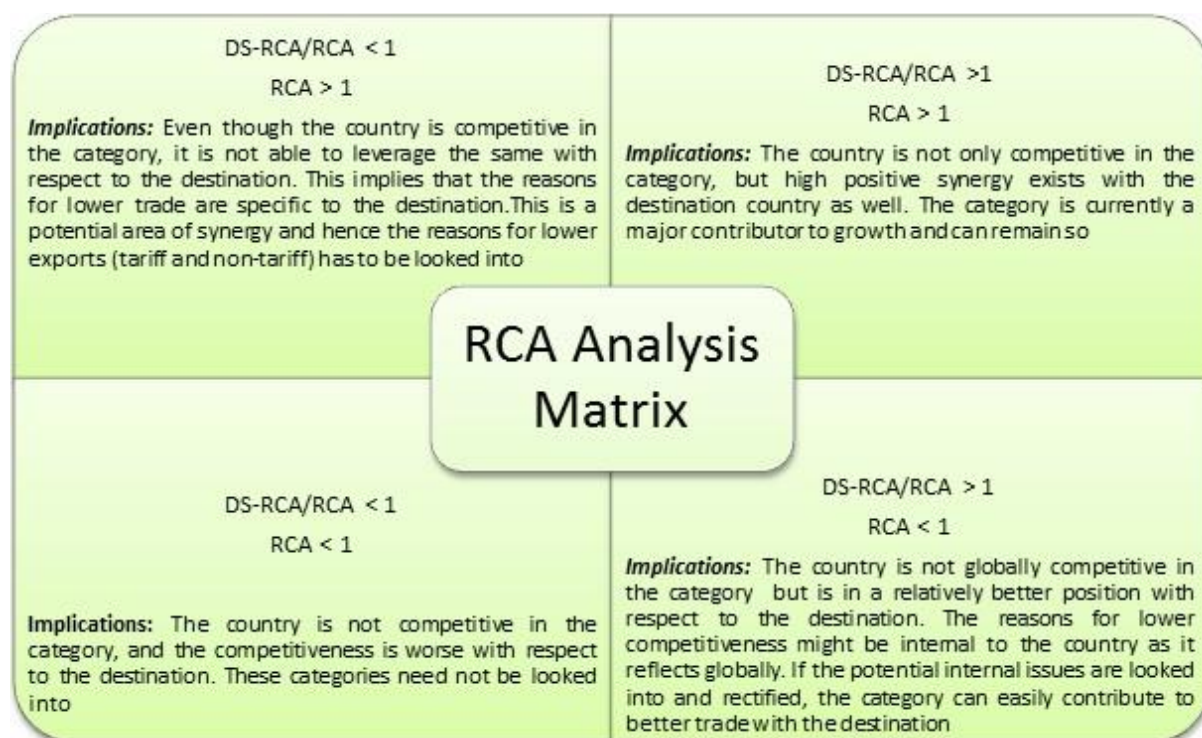 DS-RCA/RCA < 1
RCA > 1
Implications: Even though the country is competitive in
the category, it is not able to leverage the same with
respect to the destination. This implies that the reasons
for lower trade are specific to the destination.This is a
potential area of synergy and hence the reasons for lower
exports (tariff and non-tariff) has to be looked into
DS-RCA/RCA >1
RCA > 1
Implications: The country is not only competitive in the
category, but high positive synergy exists with the
destination country as well. The category is currently a
major contributor to growth and can remain so
RCA Analysis
Matrix
DS-RCA/RCA < 1
RCA < 1
Implications: The country is not competitive in the
category, and the competitiveness is worse with respect
to the destination. These categories need not be looked
into
DS-RCA/RCA > 1
RCA < 1
Implications: The country is not globally competitive in
the category but is in a relatively better position with
respect to the destination. The reasons for lower
competitiveness might be internal to the country as it
reflects globally. If the potential internal issues are looked
into and rectified, the category can easily contribute to
better trade with the destination